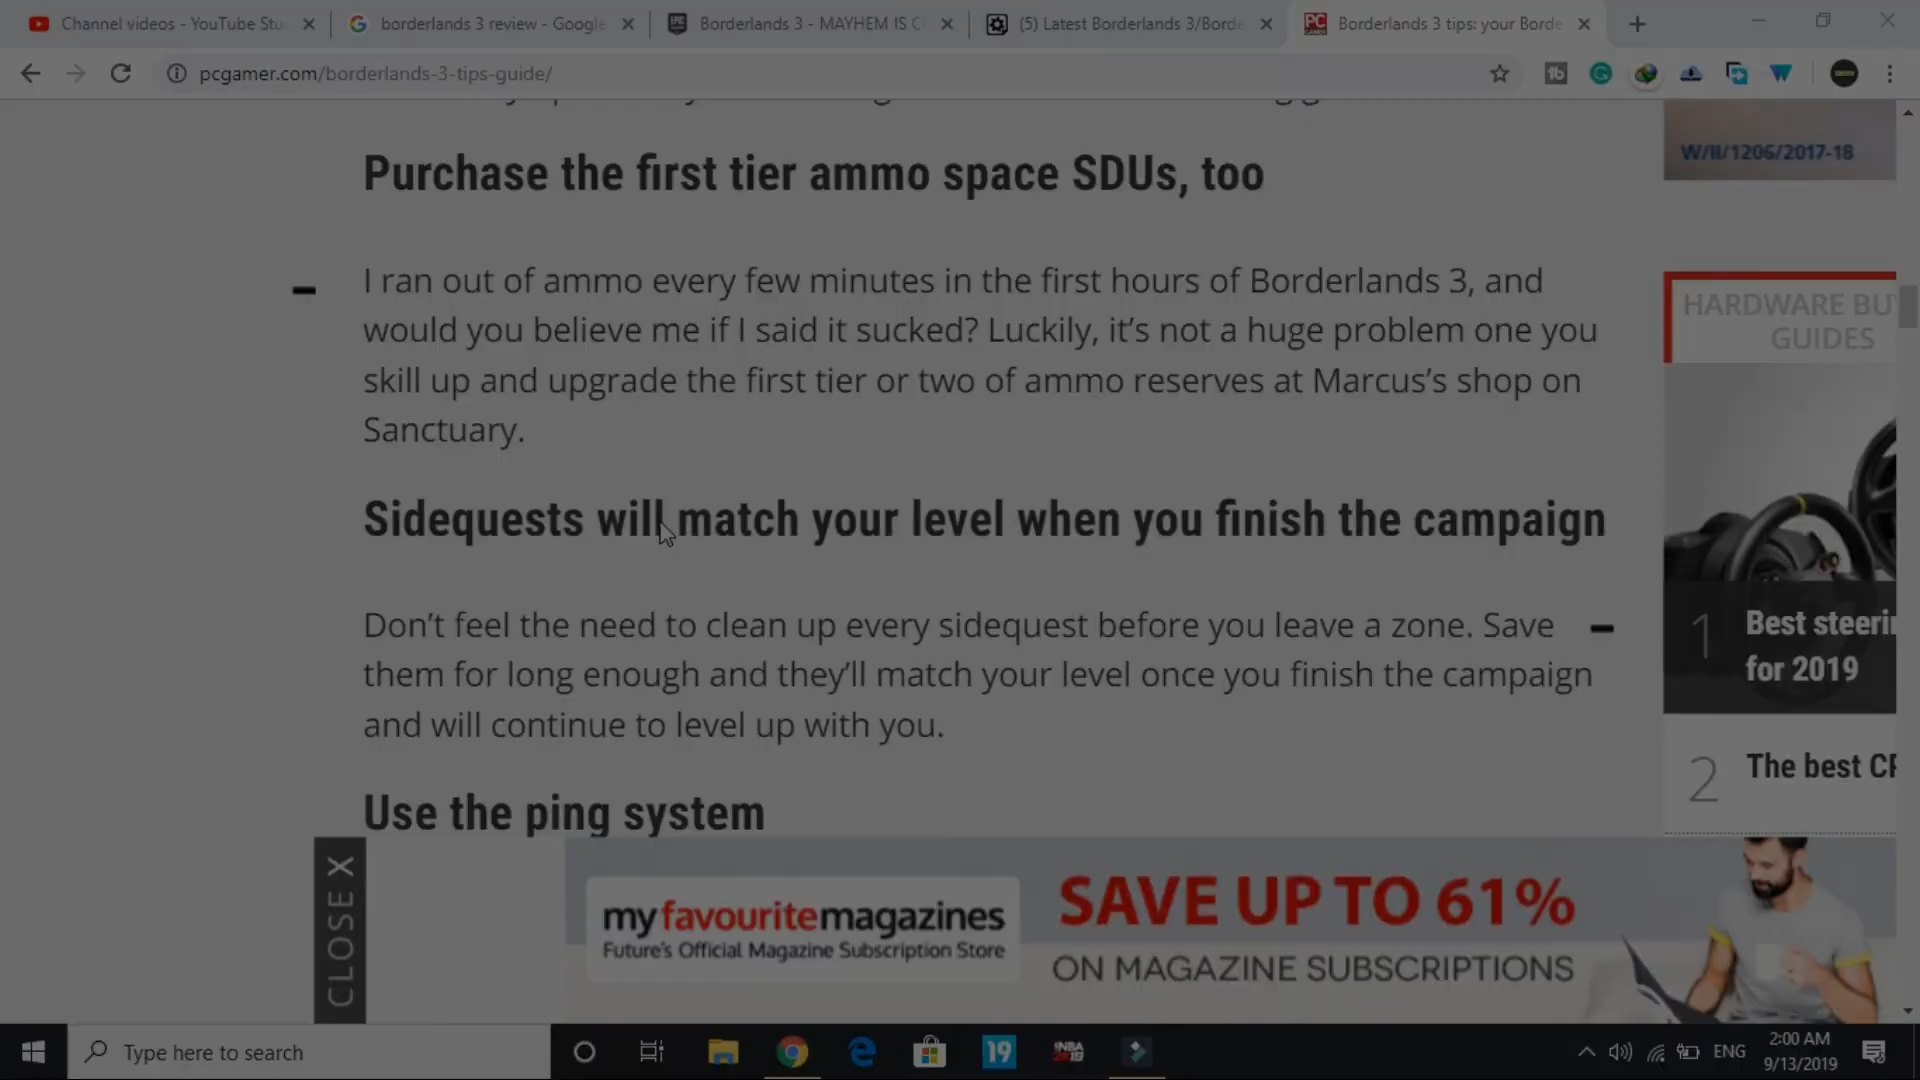 Channel videos - YouTube Stu
borderlands 3 review - Google
Borderlands 3 - MAYHEM IS C
(5) Latest Borderlands 3/Borde
Borderlands 3 tips: your Borde
pcgamer.com/borderlands-3-tips-guide/
Purchase the first tier ammo space SDUs, too
I ran out of ammo every few minutes in the first hours of Borderlands 3, and
would you believe me if I said it sucked? Luckily, it's not a huge problem one you
skill up and upgrade the first tier or two of ammo reserves at Marcus's shop on
Sanctuary.
Sidequests will match your level when you finish the campaign
Don't feel the need to clean up every sidequest before you leave a zone. Save
them for long enough and they'll match your level once you finish the campaign
and will continue to level up with you.
Use the ping system
W/II/1206/2017-18
HARDWARE BUY
GUIDES
1
Best steerin
for 2019
2
The best CP
CLOSE X
myfavouritemagazines
Future's Official Magazine Subscription Store
SAVE UP TO 61%
ON MAGAZINE SUBSCRIPTIONS
Type here to search
19
NBA
ENG
2:00 AM
9/13/2019